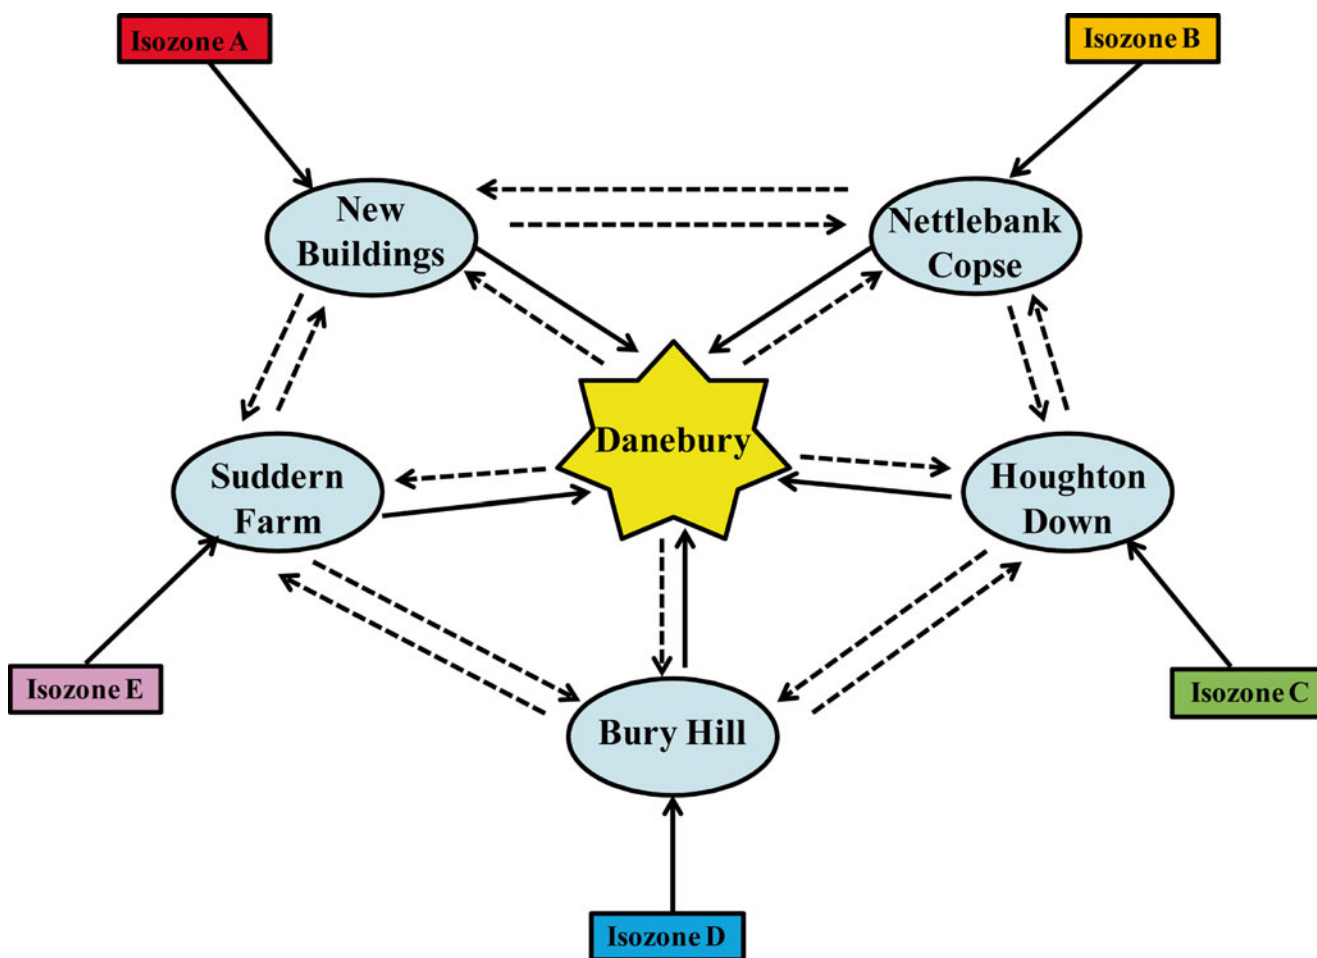 Isozone A
Isozone B
New
Buildings
Nettlebank
Copse
Danebury
Suddern
Farm
Houghton
Down
Isozone E
Isozone C
Bury Hill
Isozone D